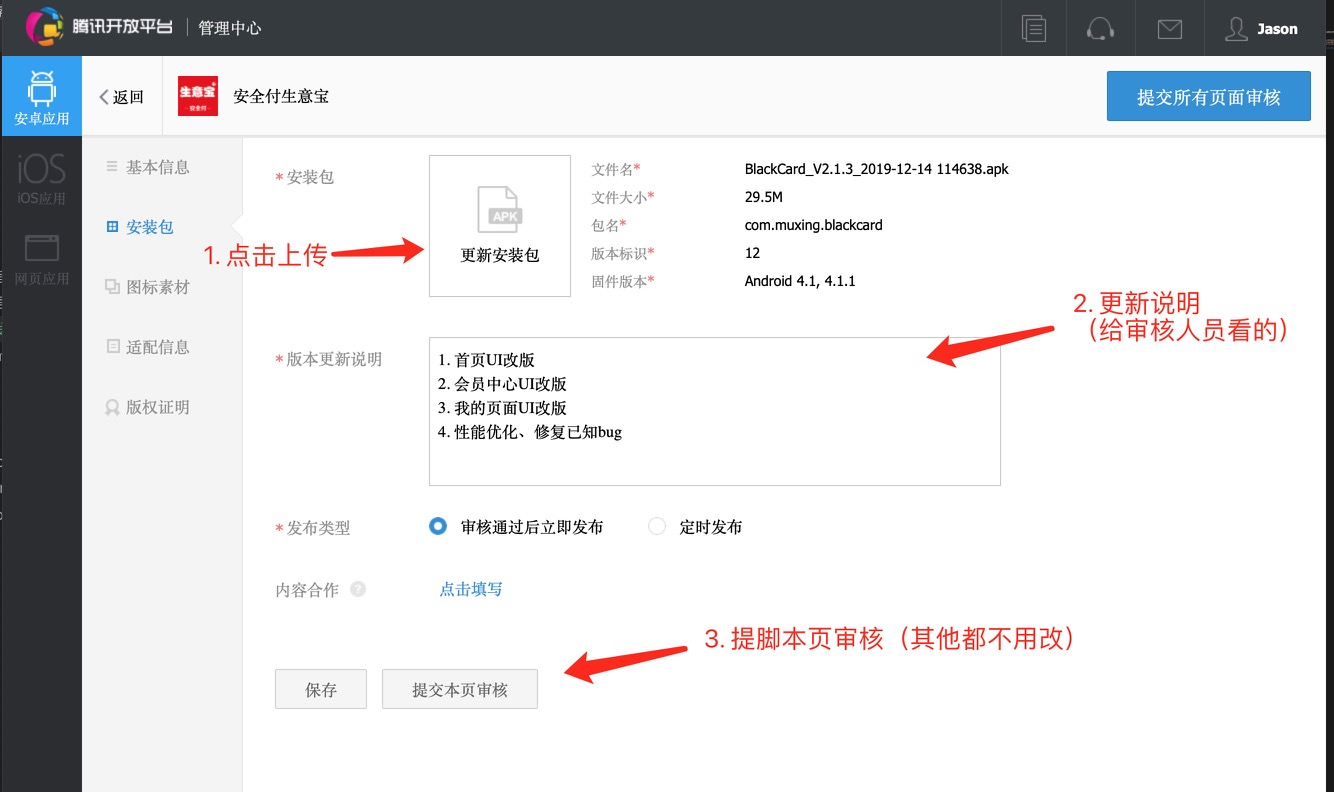 腾讯开放平台 | 管理中心
Jason
安卓应用
返回
生意宝
安全付
安全付生意宝
提交所有页面审核
iOS
iOS应用
网页应用
基本信息
安装包
图标素材
适配信息
版权证明
*安装包
APK
更新安装包
1. 点击上传
文件名* BlackCard_V2.1.3_2019-12-14 114638.apk
文件大小* 29.5M
包名* com.muxing.blackcard
版本标识* 12
固件版本* Android 4.1, 4.1.1
2. 更新说明
（给审核人员看的）
*版本更新说明
1. 首页UI改版
2. 会员中心UI改版
3. 我的页面UI改版
4. 性能优化、修复已知bug
*发布类型 审核通过后立即发布 定时发布
内容合作 ? 点击填写
3. 提脚本页审核（其他都不用改）
保存 提交本页审核